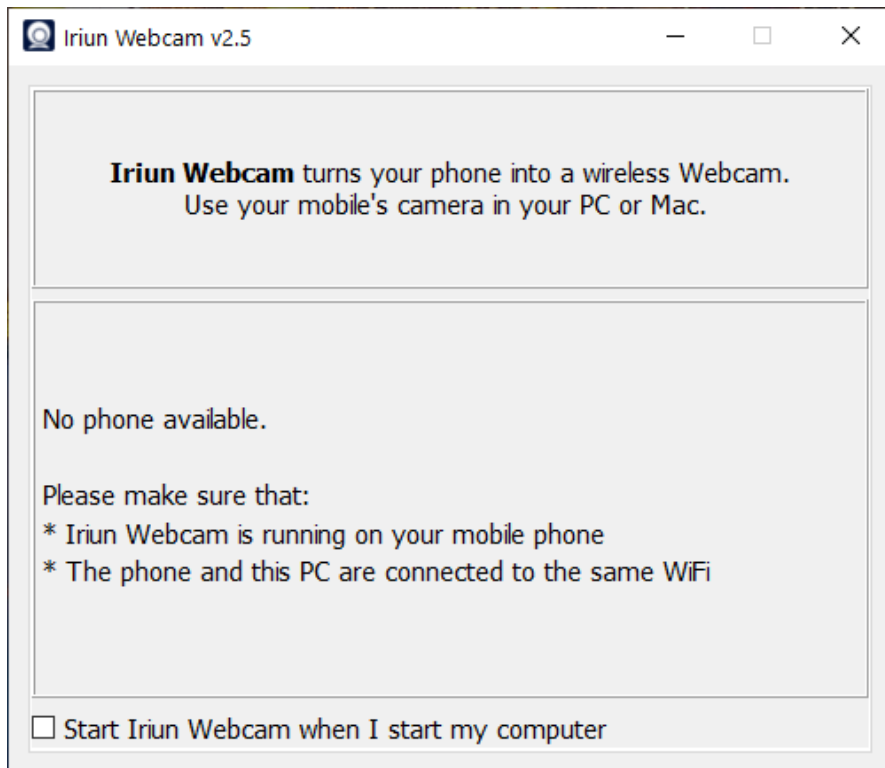 Iriun Webcam v2.5
Iriun Webcam turns your phone into a wireless Webcam.
Use your mobile's camera in your PC or Mac.
No phone available.
Please make sure that:
* Iriun Webcam is running on your mobile phone
* The phone and this PC are connected to the same WiFi
Start Iriun Webcam when I start my computer